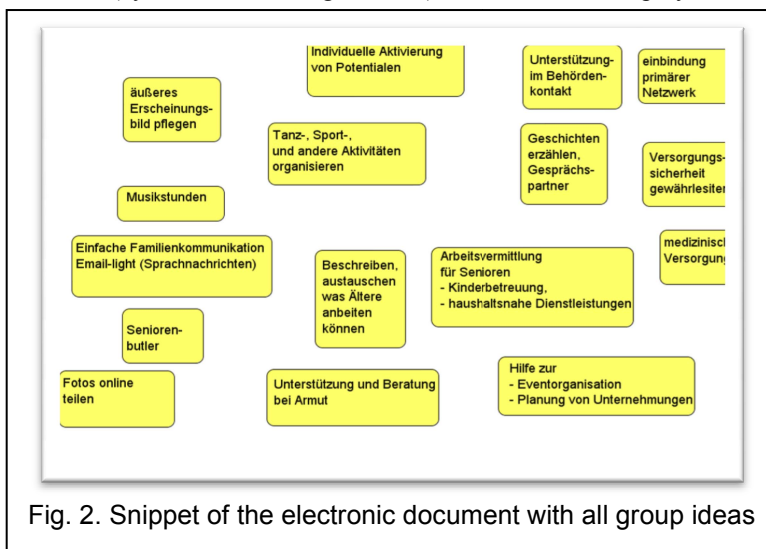 Individuelle Aktivierung
von Potentialen
Unterstützung-
im Behörden-
kontakt
einbindung
primärer
Netzwerk
äußeres
Erscheinungs-
bild pflegen
Tanz-, Sport-,
und andere Aktivitäten
organisieren
Geschichten
erzählen,
Gesprächs-
partner
Versorgungs-
sicherheit
gewährlesiten
Musikstunden
Einfache Familienkommunikation
Email-light (Sprachnachrichten)
Beschreiben,
austauschen
was Ältere
anbeiten
können
Arbeitsvermittlung
für Senioren
- Kinderbetreuung,
- haushaltsnahe Dienstleistungen
medizinisc
Versorgung
Senioren-
butler
Fotos online
teilen
Unterstützung und Beratung
bei Armut
Hilfe zur
- Eventorganisation
- Planung von Unternehmungen
Fig. 2. Snippet of the electronic document with all group ideas